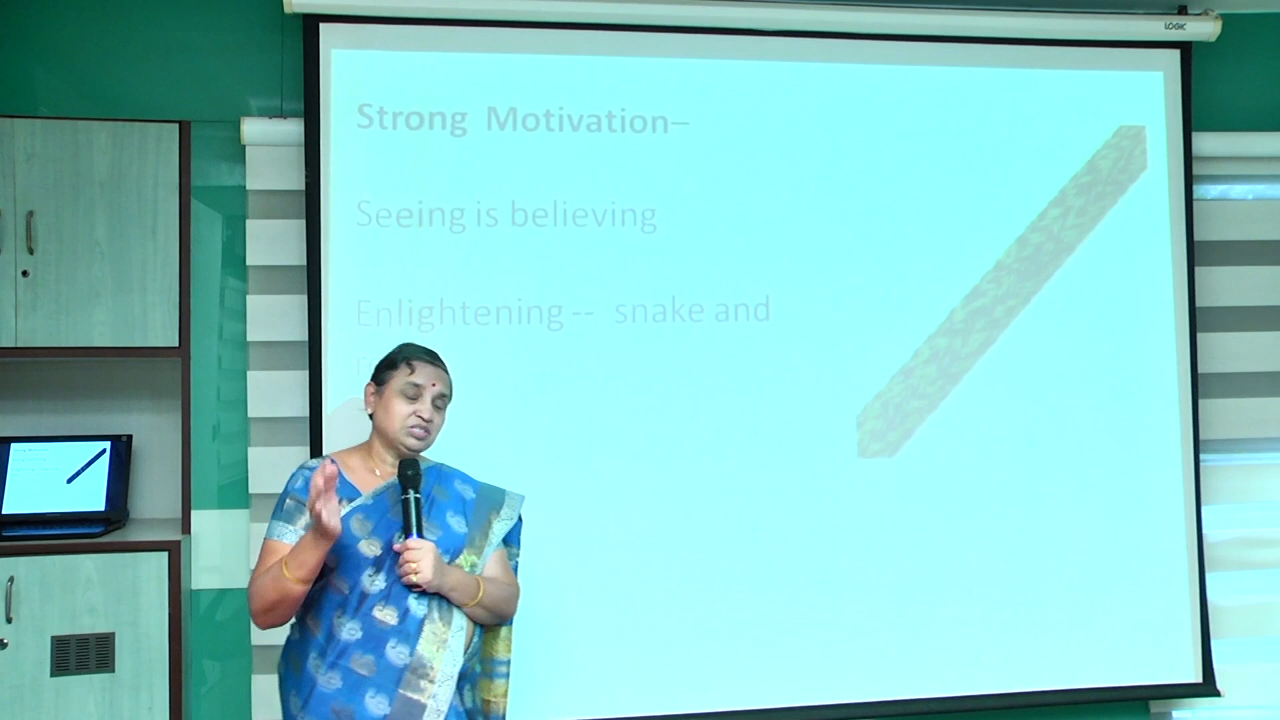 LOGIC
Strong Motivation–
Seeing is believing
Enlightening -- snake and